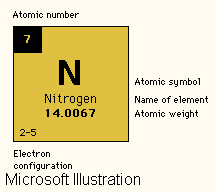 Atomic number
7
N
Atomic symbol
Nitrogen
Name of element
14.0067
Atomic weight
2-5
Electron
configuration
Microsoft Illustration